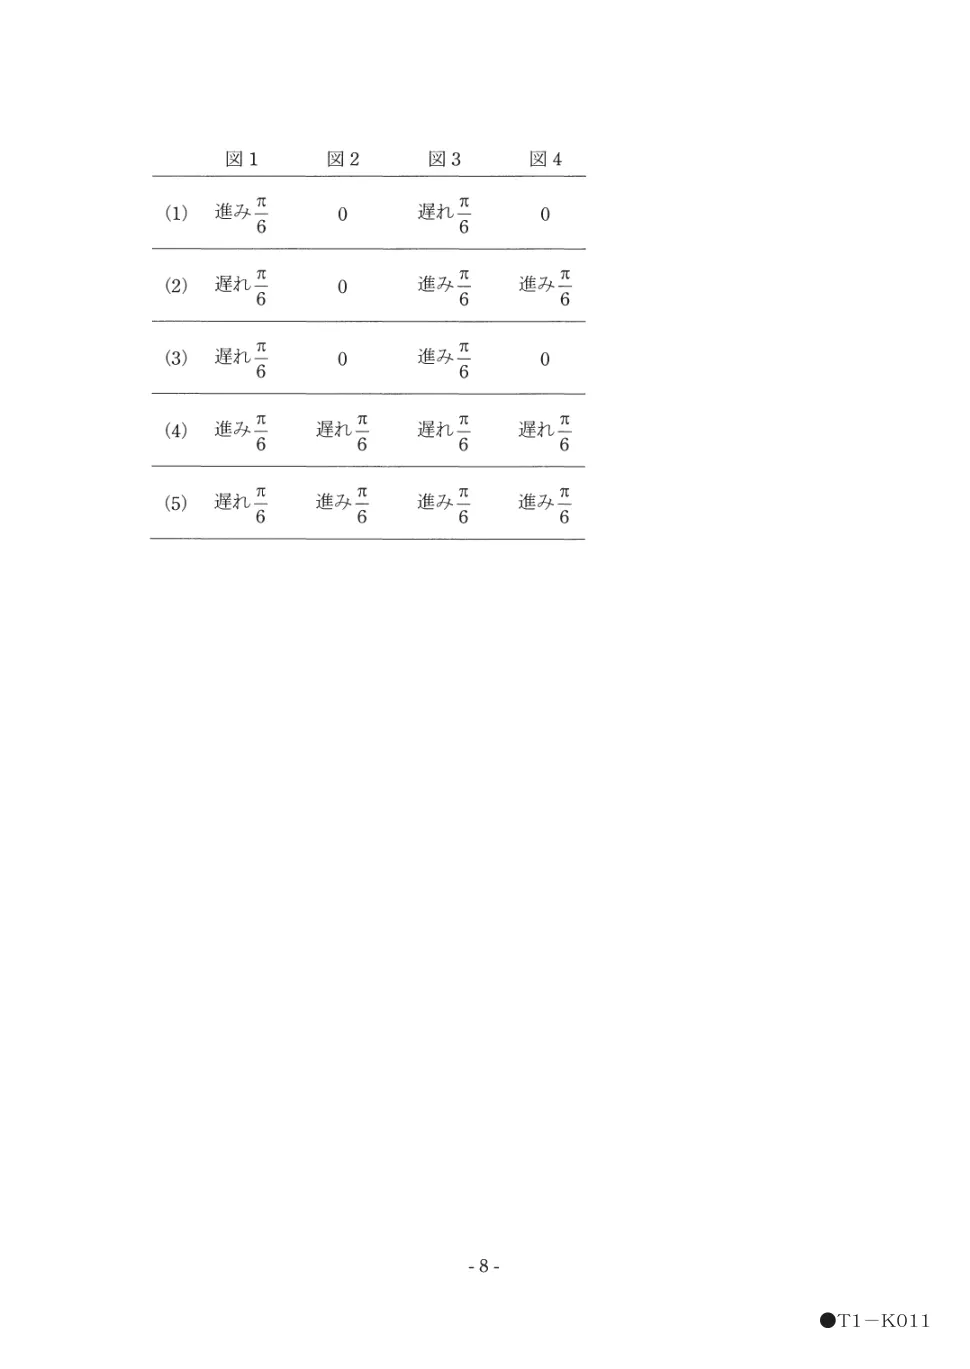 図1 図2 図3 図4
(1) 進み π/6 0 遅れ π/6 0
(2) 遅れ π/6 0 進み π/6 進み π/6
(3) 遅れ π/6 0 進み π/6 0
(4) 進み π/6 遅れ π/6 遅れ π/6 遅れ π/6
(5) 遅れ π/6 進み π/6 進み π/6 進み π/6
- 8 -
●T1－K011